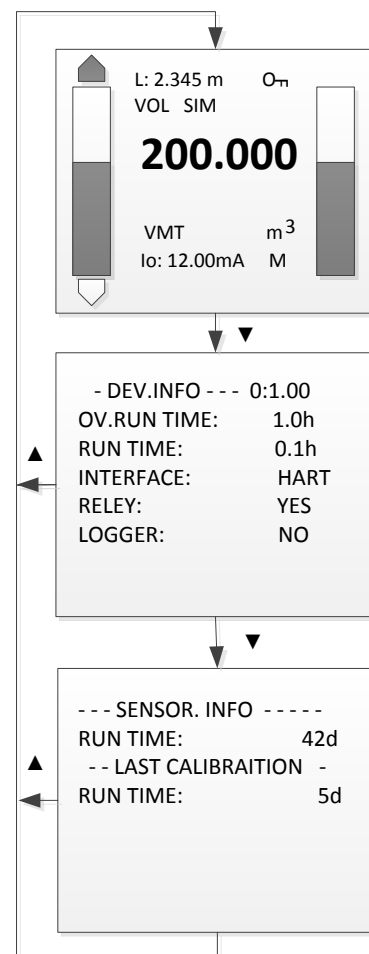 L: 2.345 m
VOL SIM
200.000
VMT m³
Io: 12.00mA M
▼
- DEV.INFO - - - 0:1.00
OV.RUN TIME: 1.0h
RUN TIME: 0.1h
INTERFACE: HART
RELEY: YES
LOGGER: NO
▲
▼
- - - SENSOR. INFO - - - - -
RUN TIME: 42d
- - LAST CALIBRAITION -
RUN TIME: 5d
▲